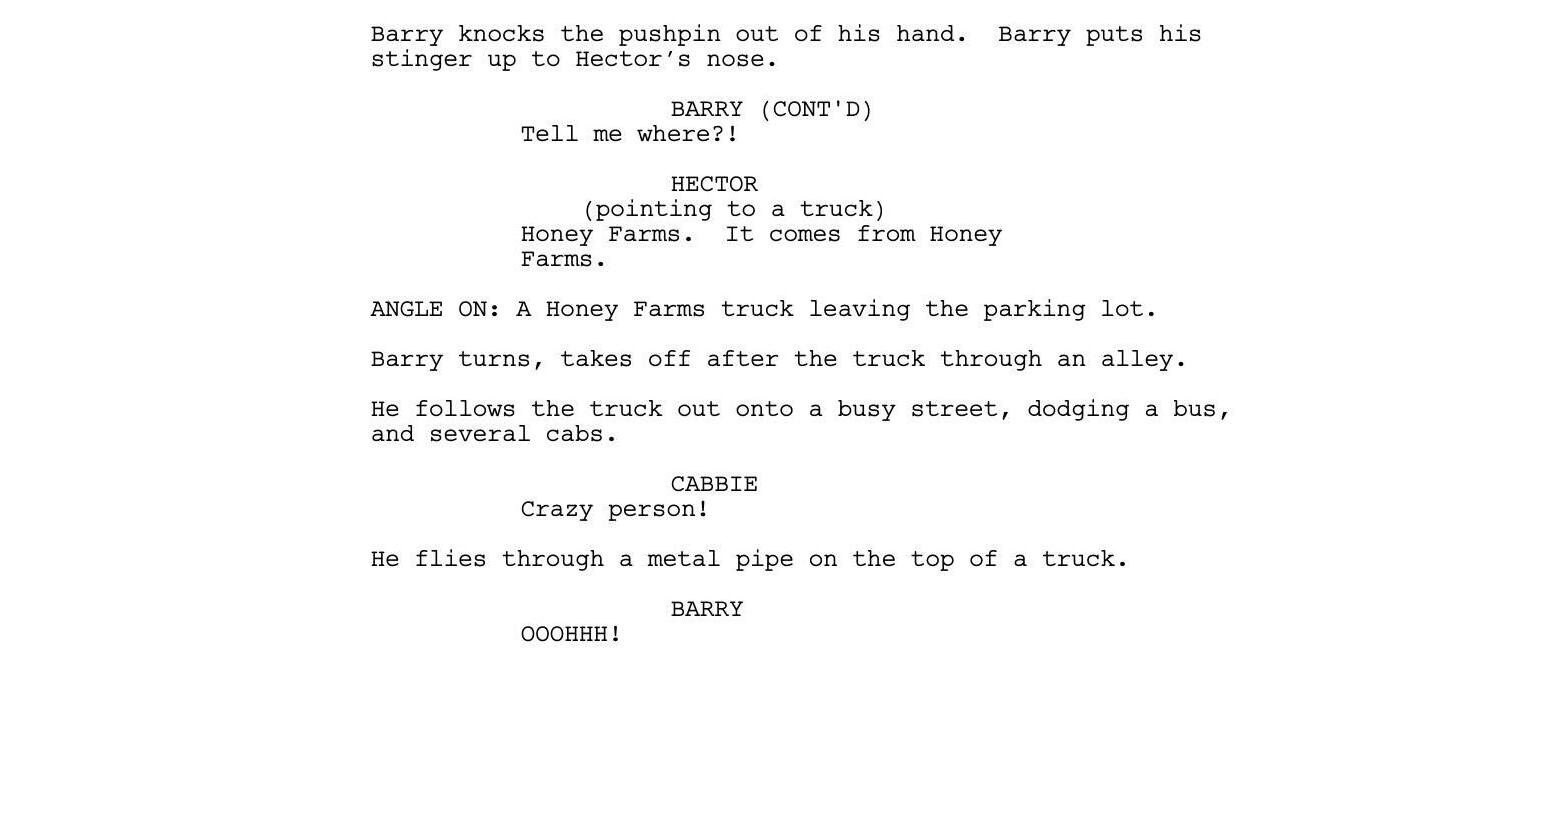 Barry knocks the pushpin out of his hand.  Barry puts his
stinger up to Hector’s nose.
BARRY (CONT'D)
Tell me where?!
HECTOR
(pointing to a truck)
Honey Farms.  It comes from Honey
Farms.
ANGLE ON: A Honey Farms truck leaving the parking lot.
Barry turns, takes off after the truck through an alley.
He follows the truck out onto a busy street, dodging a bus,
and several cabs.
CABBIE
Crazy person!
He flies through a metal pipe on the top of a truck.
BARRY
OOOHHH!